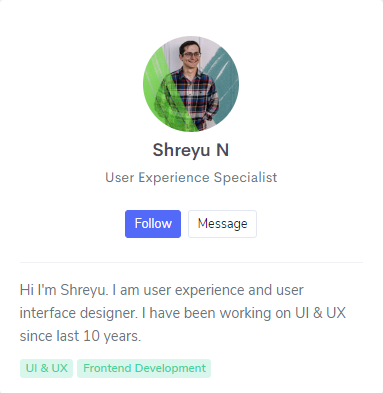 Shreyu N
User Experience Specialist
Follow Message
Hi I'm Shreyu. I am user experience and user
interface designer. I have been working on UI & UX
since last 10 years.
UI & UX Frontend Development